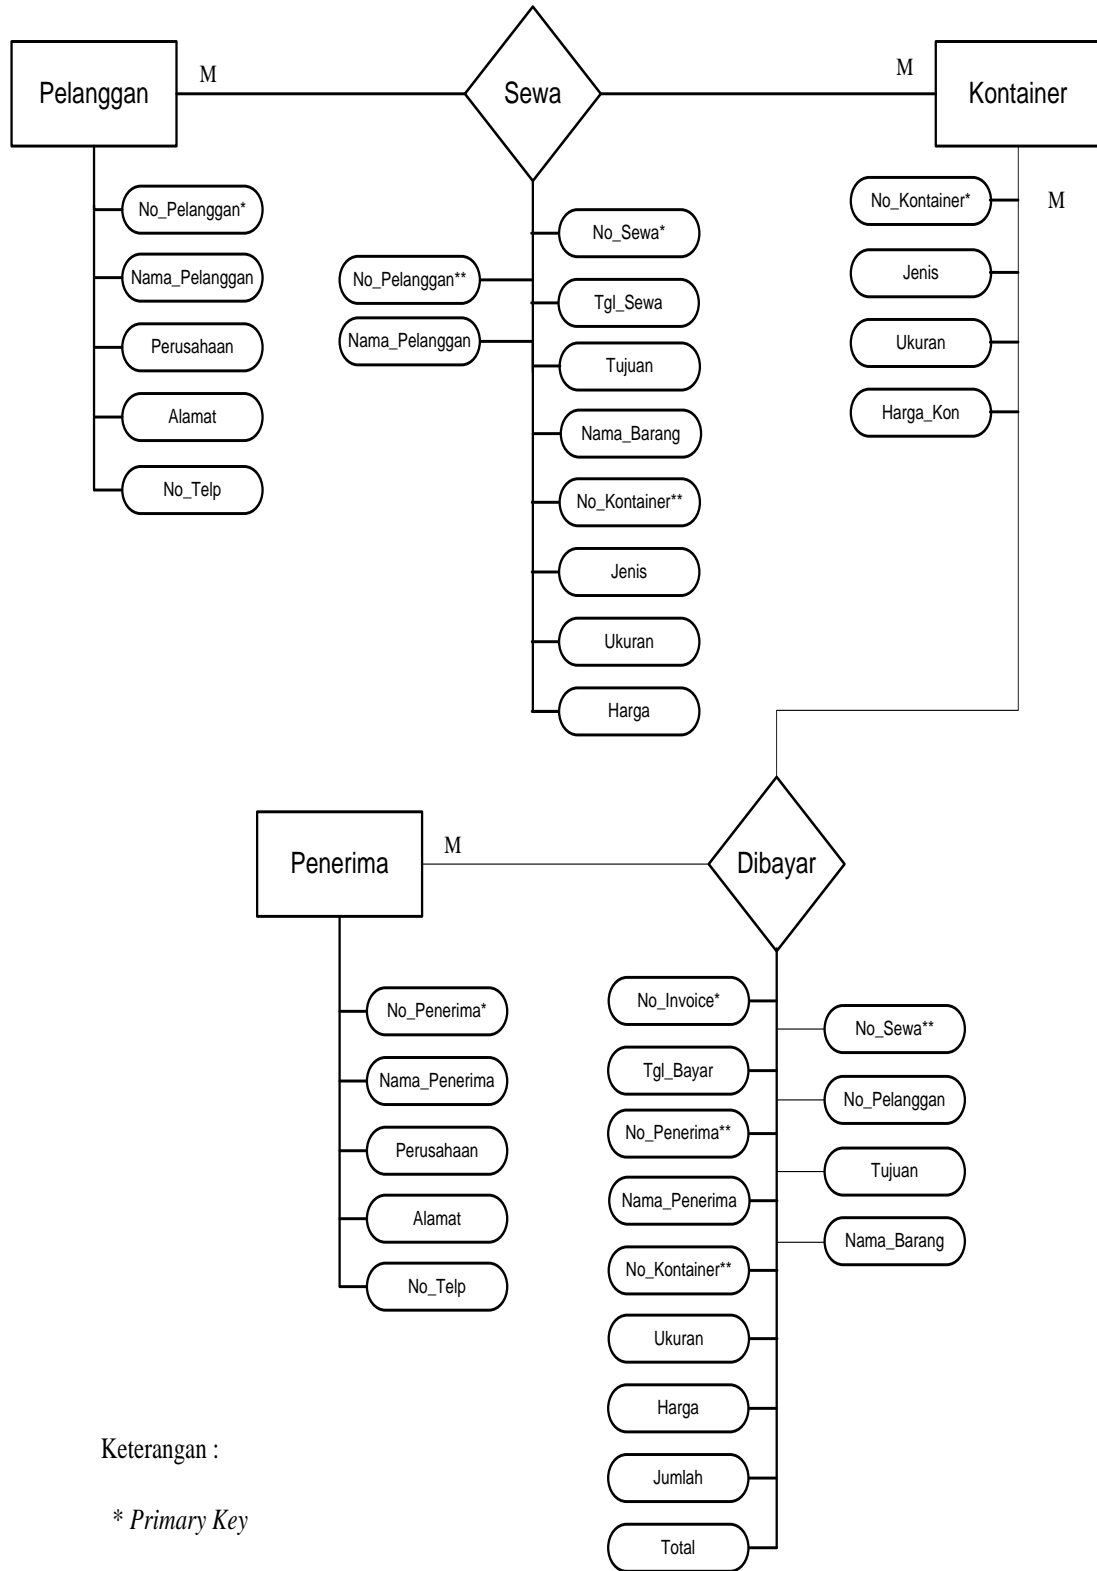 Pelanggan
M
Sewa
M
Kontainer
No_Pelanggan*
Nama_Pelanggan
Perusahaan
Alamat
No_Telp
No_Pelanggan**
Nama_Pelanggan
No_Sewa*
Tgl_Sewa
Tujuan
Nama_Barang
No_Kontainer**
Jenis
Ukuran
Harga
No_Kontainer*
M
Jenis
Ukuran
Harga_Kon
Penerima
M
Dibayar
No_Penerima*
Nama_Penerima
Perusahaan
Alamat
No_Telp
No_Invoice*
Tgl_Bayar
No_Penerima**
Nama_Penerima
No_Kontainer**
Ukuran
Harga
Jumlah
Total
No_Sewa**
No_Pelanggan
Tujuan
Nama_Barang
Keterangan :
* Primary Key